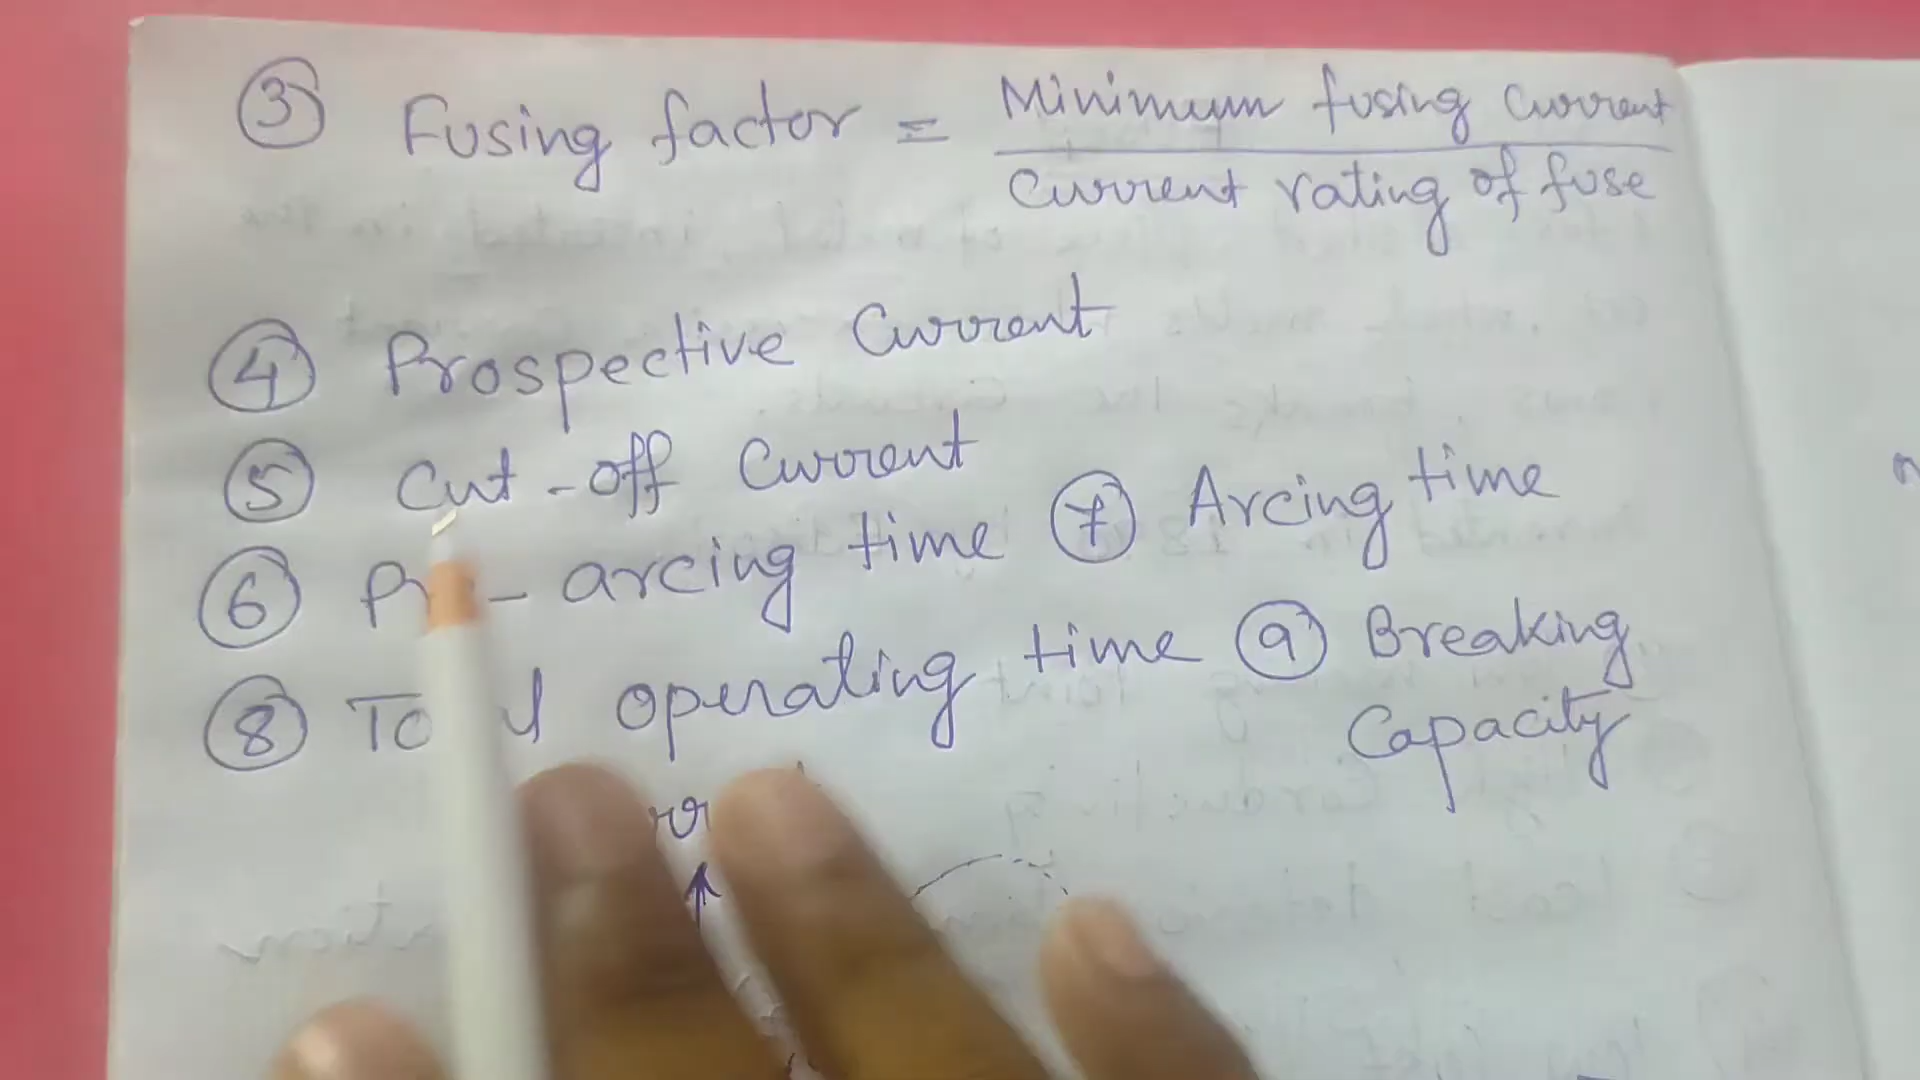 ③ Fusing factor = Minimum fusing current
Current rating of fuse
④ Prospective Current
⑤ Cut-off Current
⑥ - arcing time ⑦ Arcing time
⑧ operating time ⑨ Breaking
Capacity